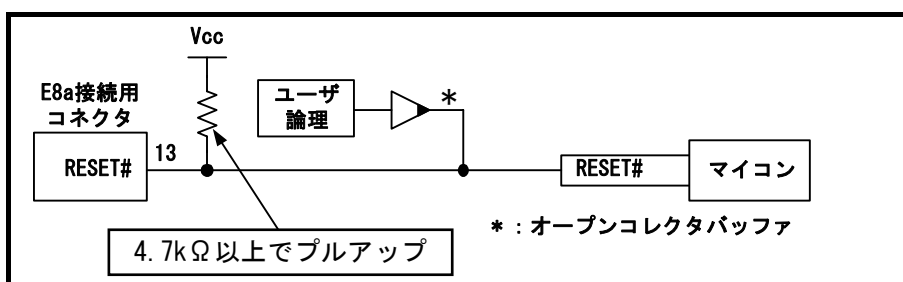 Vcc
E8a接続用
コネクタ
RESET#
13
ユーザ
論理
*
RESET#
マイコン
*:オープンコレクタバッファ
4.7kΩ以上でプルアップ